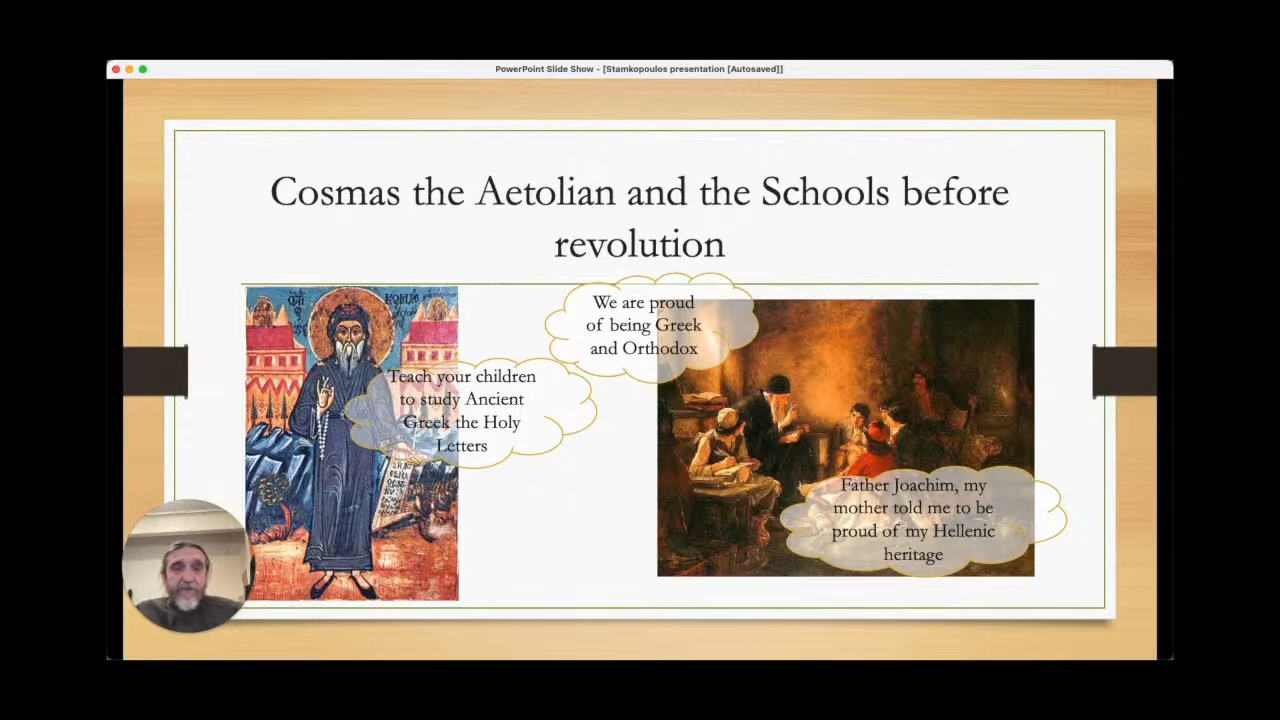 PowerPoint Slide Show - [Stamkopoulos presentation [Autosaved]]
Cosmas the Aetolian and the Schools before
revolution
We are proud
of being Greek
and Orthodox
Teach your children
to study Ancient
Greek the Holy
Letters
Father Joachim, my
mother told me to be
proud of my Hellenic
heritage